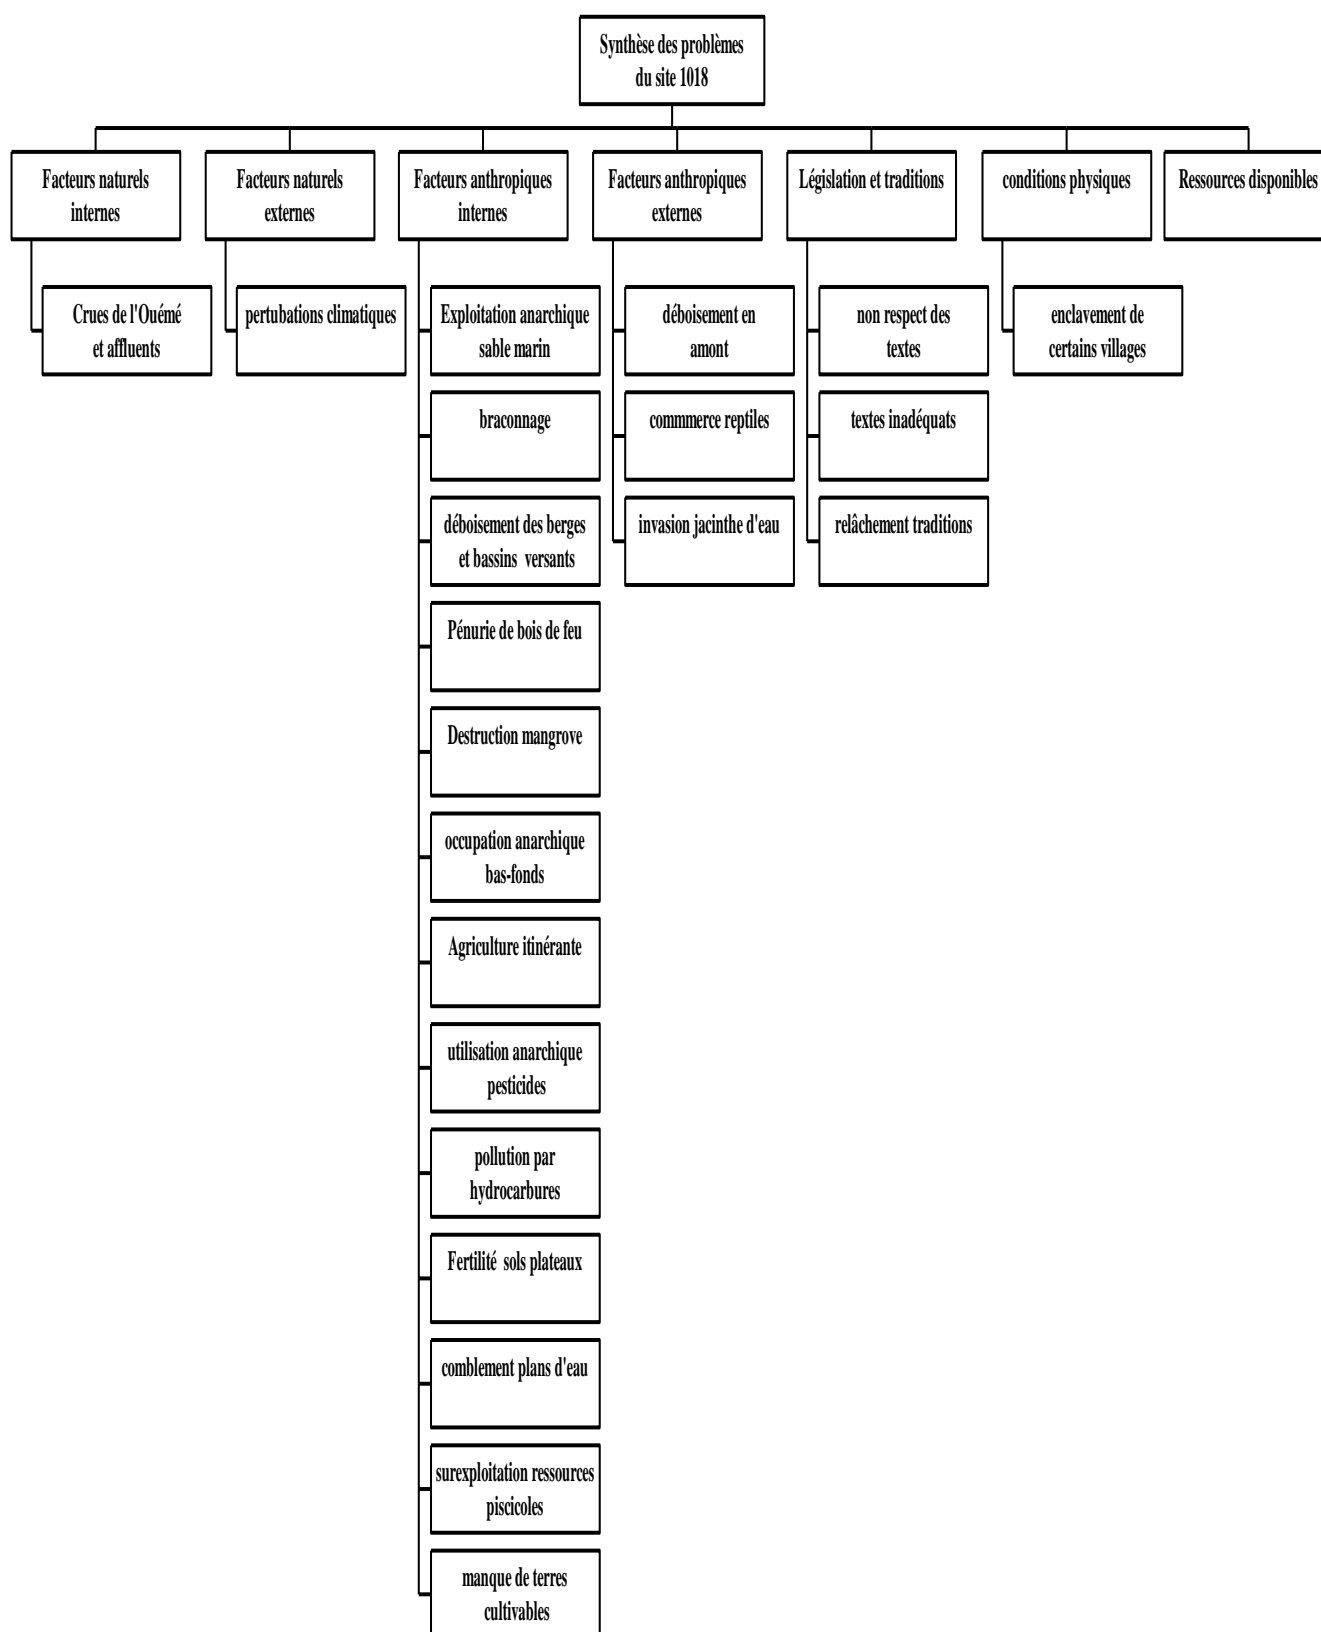 Synthèse des problèmes
du site 1018
Facteurs naturels
internes
Facteurs naturels
externes
Facteurs anthropiques
internes
Facteurs anthropiques
externes
Législation et traditions
conditions physiques
Ressources disponibles
Crues de l'Ouémé
et affluents
pertubations climatiques
Exploitation anarchique
sable marin
braconnage
déboisement des berges
et bassins versants
Pénurie de bois de feu
Destruction mangrove
occupation anarchique
bas-fonds
Agriculture itinérante
utilisation anarchique
pesticides
pollution par
hydrocarbures
Fertilité sols plateaux
comblement plans d'eau
surexploitation ressources
piscicoles
manque de terres
cultivables
déboisement en
amont
commmerce reptiles
invasion jacinthe d'eau
non respect des
textes
textes inadéquats
relâchement traditions
enclavement de
certains villages